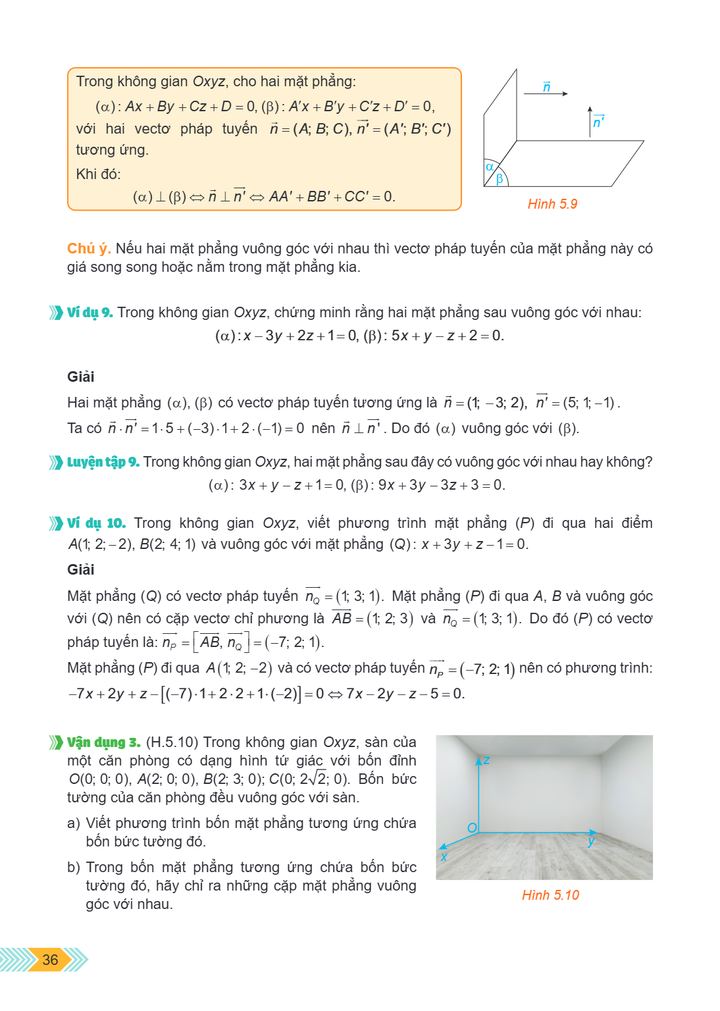 Trong không gian Oxyz, cho hai mặt phẳng:
(α): Ax + By + Cz + D = 0, (β): A′x + B′y + C′z + D′ = 0,
với hai vectơ pháp tuyến n⃗ = (A; B; C), n′⃗ = (A′; B′; C′)
tương ứng.
Khi đó:
(α) ⊥ (β) ⇔ n⃗ ⊥ n′⃗ ⇔ AA′ + BB′ + CC′ = 0.
n⃗
n′⃗
α
β
Hình 5.9
Chú ý. Nếu hai mặt phẳng vuông góc với nhau thì vectơ pháp tuyến của mặt phẳng này có
giá song song hoặc nằm trong mặt phẳng kia.
Ví dụ 9. Trong không gian Oxyz, chứng minh rằng hai mặt phẳng sau vuông góc với nhau:
(α): x − 3y + 2z + 1 = 0, (β): 5x + y − z + 2 = 0.
Giải
Hai mặt phẳng (α), (β) có vectơ pháp tuyến tương ứng là n⃗ = (1; −3; 2), n′⃗ = (5; 1; −1).
Ta có n⃗ · n′⃗ = 1·5 + (−3)·1 + 2·(−1) = 0 nên n⃗ ⊥ n′⃗. Do đó (α) vuông góc với (β).
Luyện tập 9. Trong không gian Oxyz, hai mặt phẳng sau đây có vuông góc với nhau hay không?
(α): 3x + y − z + 1 = 0, (β): 9x + 3y − 3z + 3 = 0.
Ví dụ 10. Trong không gian Oxyz, viết phương trình mặt phẳng (P) đi qua hai điểm
A(1; 2; −2), B(2; 4; 1) và vuông góc với mặt phẳng (Q): x + 3y + z − 1 = 0.
Giải
Mặt phẳng (Q) có vectơ pháp tuyến n_Q⃗ = (1; 3; 1). Mặt phẳng (P) đi qua A, B và vuông góc
với (Q) nên có cặp vectơ chỉ phương là AB⃗ = (1; 2; 3) và n_Q⃗ = (1; 3; 1). Do đó (P) có vectơ
pháp tuyến là: n_P⃗ = [AB⃗, n_Q⃗] = (−7; 2; 1).
Mặt phẳng (P) đi qua A(1; 2; −2) và có vectơ pháp tuyến n_P⃗ = (−7; 2; 1) nên có phương trình:
−7x + 2y + z − [(−7)·1 + 2·2 + 1·(−2)] = 0 ⇔ 7x − 2y − z − 5 = 0.
Vận dụng 3. (H.5.10) Trong không gian Oxyz, sàn của
một căn phòng có dạng hình tứ giác với bốn đỉnh
O(0; 0; 0), A(2; 0; 0), B(2; 3; 0); C(0; 2√2; 0). Bốn bức
tường của căn phòng đều vuông góc với sàn.
a) Viết phương trình bốn mặt phẳng tương ứng chứa
bốn bức tường đó.
b) Trong bốn mặt phẳng tương ứng chứa bốn bức
tường đó, hãy chỉ ra những cặp mặt phẳng vuông
góc với nhau.
z
O
y
x
Hình 5.10
36